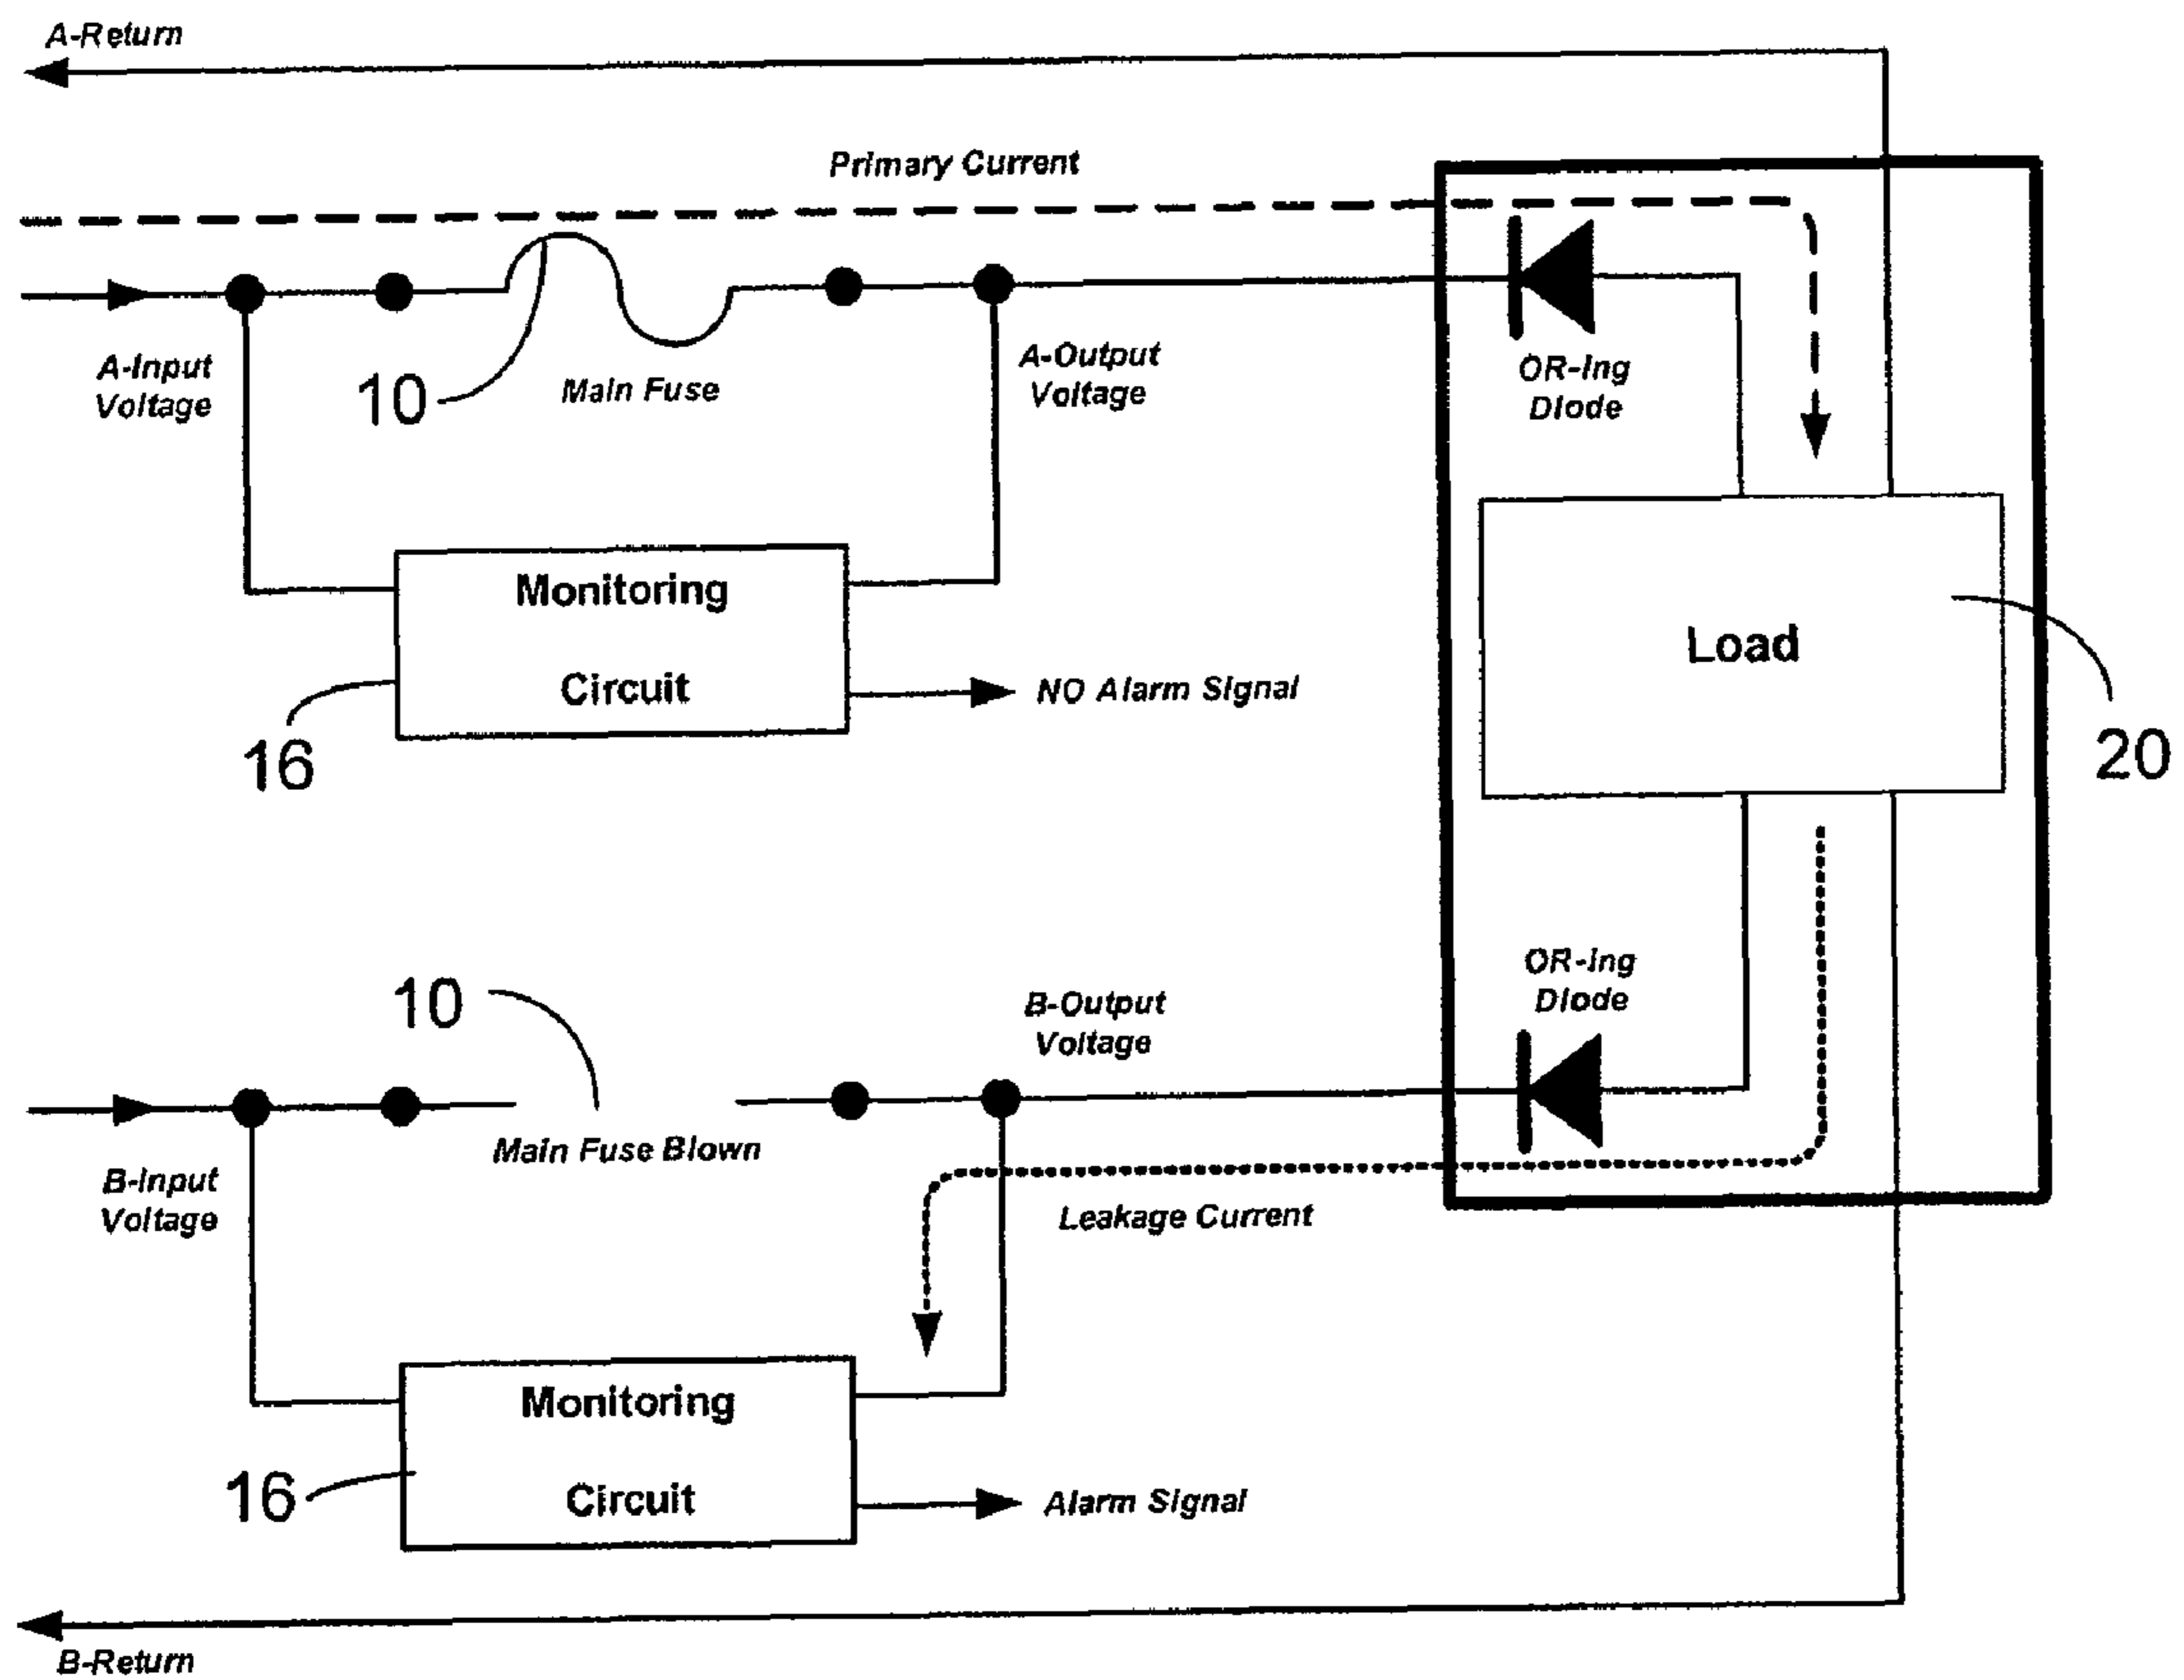 A-Return
Primary Current
A-Input
Voltage
10
Main Fuse
A-Output
Voltage
OR-ing
Diode
Monitoring
Circuit
NO Alarm Signal
16
Load
20
10
B-Output
Voltage
OR-ing
Diode
Main Fuse Blown
B-Input
Voltage
Leakage Current
Monitoring
Circuit
16
Alarm Signal
B-Return